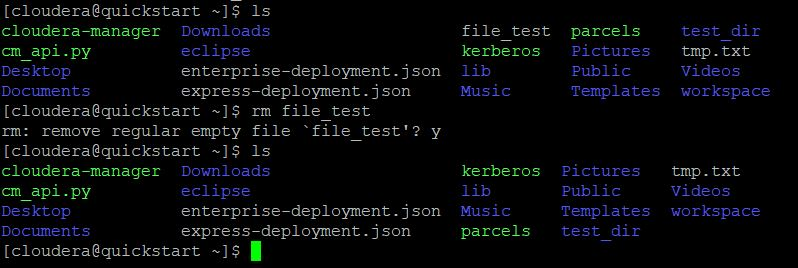 [cloudera@quickstart ~]$ ls
cloudera-manager  Downloads                   file_test  parcels    test_dir
cm_api.py         eclipse                     kerberos   Pictures   tmp.txt
Desktop           enterprise-deployment.json  lib        Public     Videos
Documents         express-deployment.json     Music      Templates  workspace
[cloudera@quickstart ~]$ rm file_test
rm: remove regular empty file `file_test'? y
[cloudera@quickstart ~]$ ls
cloudera-manager  Downloads                   kerberos  Pictures   tmp.txt
cm_api.py         eclipse                     lib       Public     Videos
Desktop           enterprise-deployment.json  Music     Templates  workspace
Documents         express-deployment.json     parcels   test_dir
[cloudera@quickstart ~]$